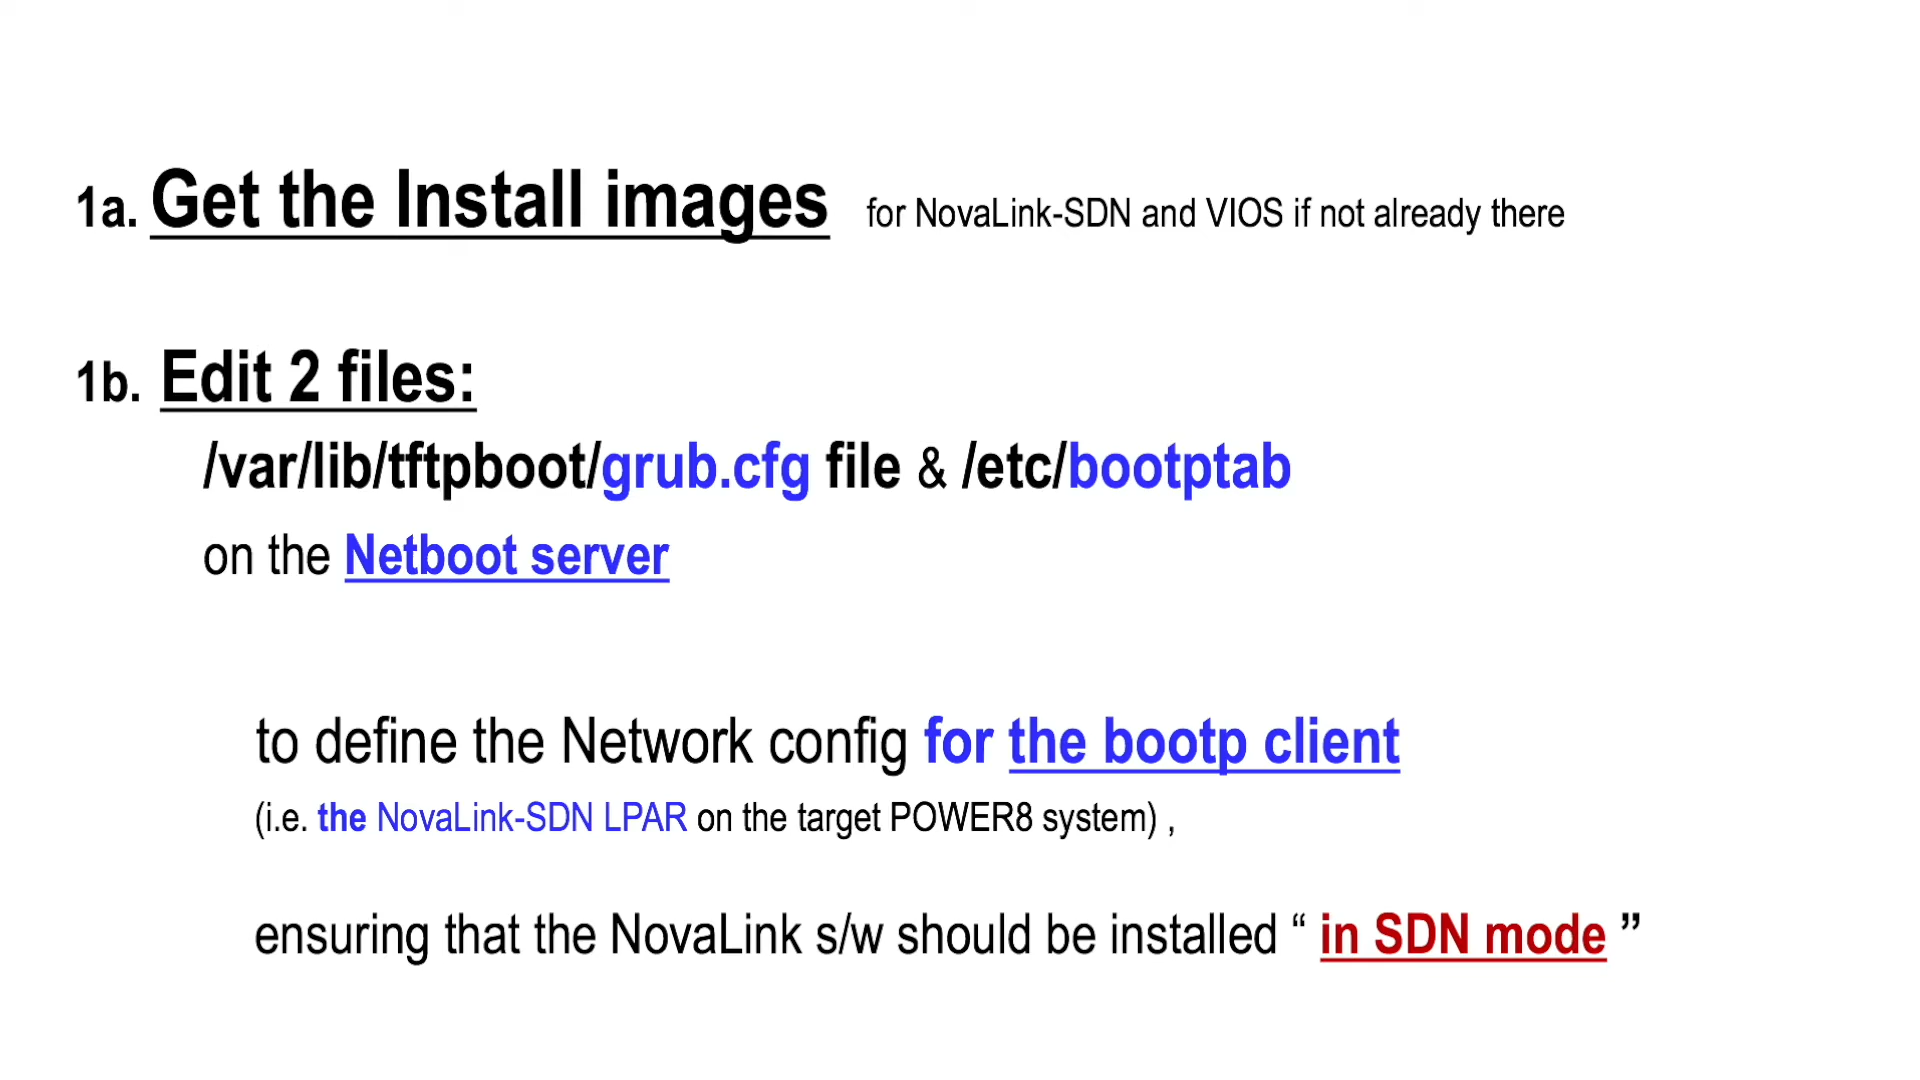 1a. Get the Install images for NovaLink-SDN and VIOS if not already there
1b. Edit 2 files:
/var/lib/tftpboot/grub.cfg file & /etc/bootptab
on the Netboot server
to define the Network config for the bootp client
(i.e. the NovaLink-SDN LPAR on the target POWER8 system) ,
ensuring that the NovaLink s/w should be installed “ in SDN mode ”